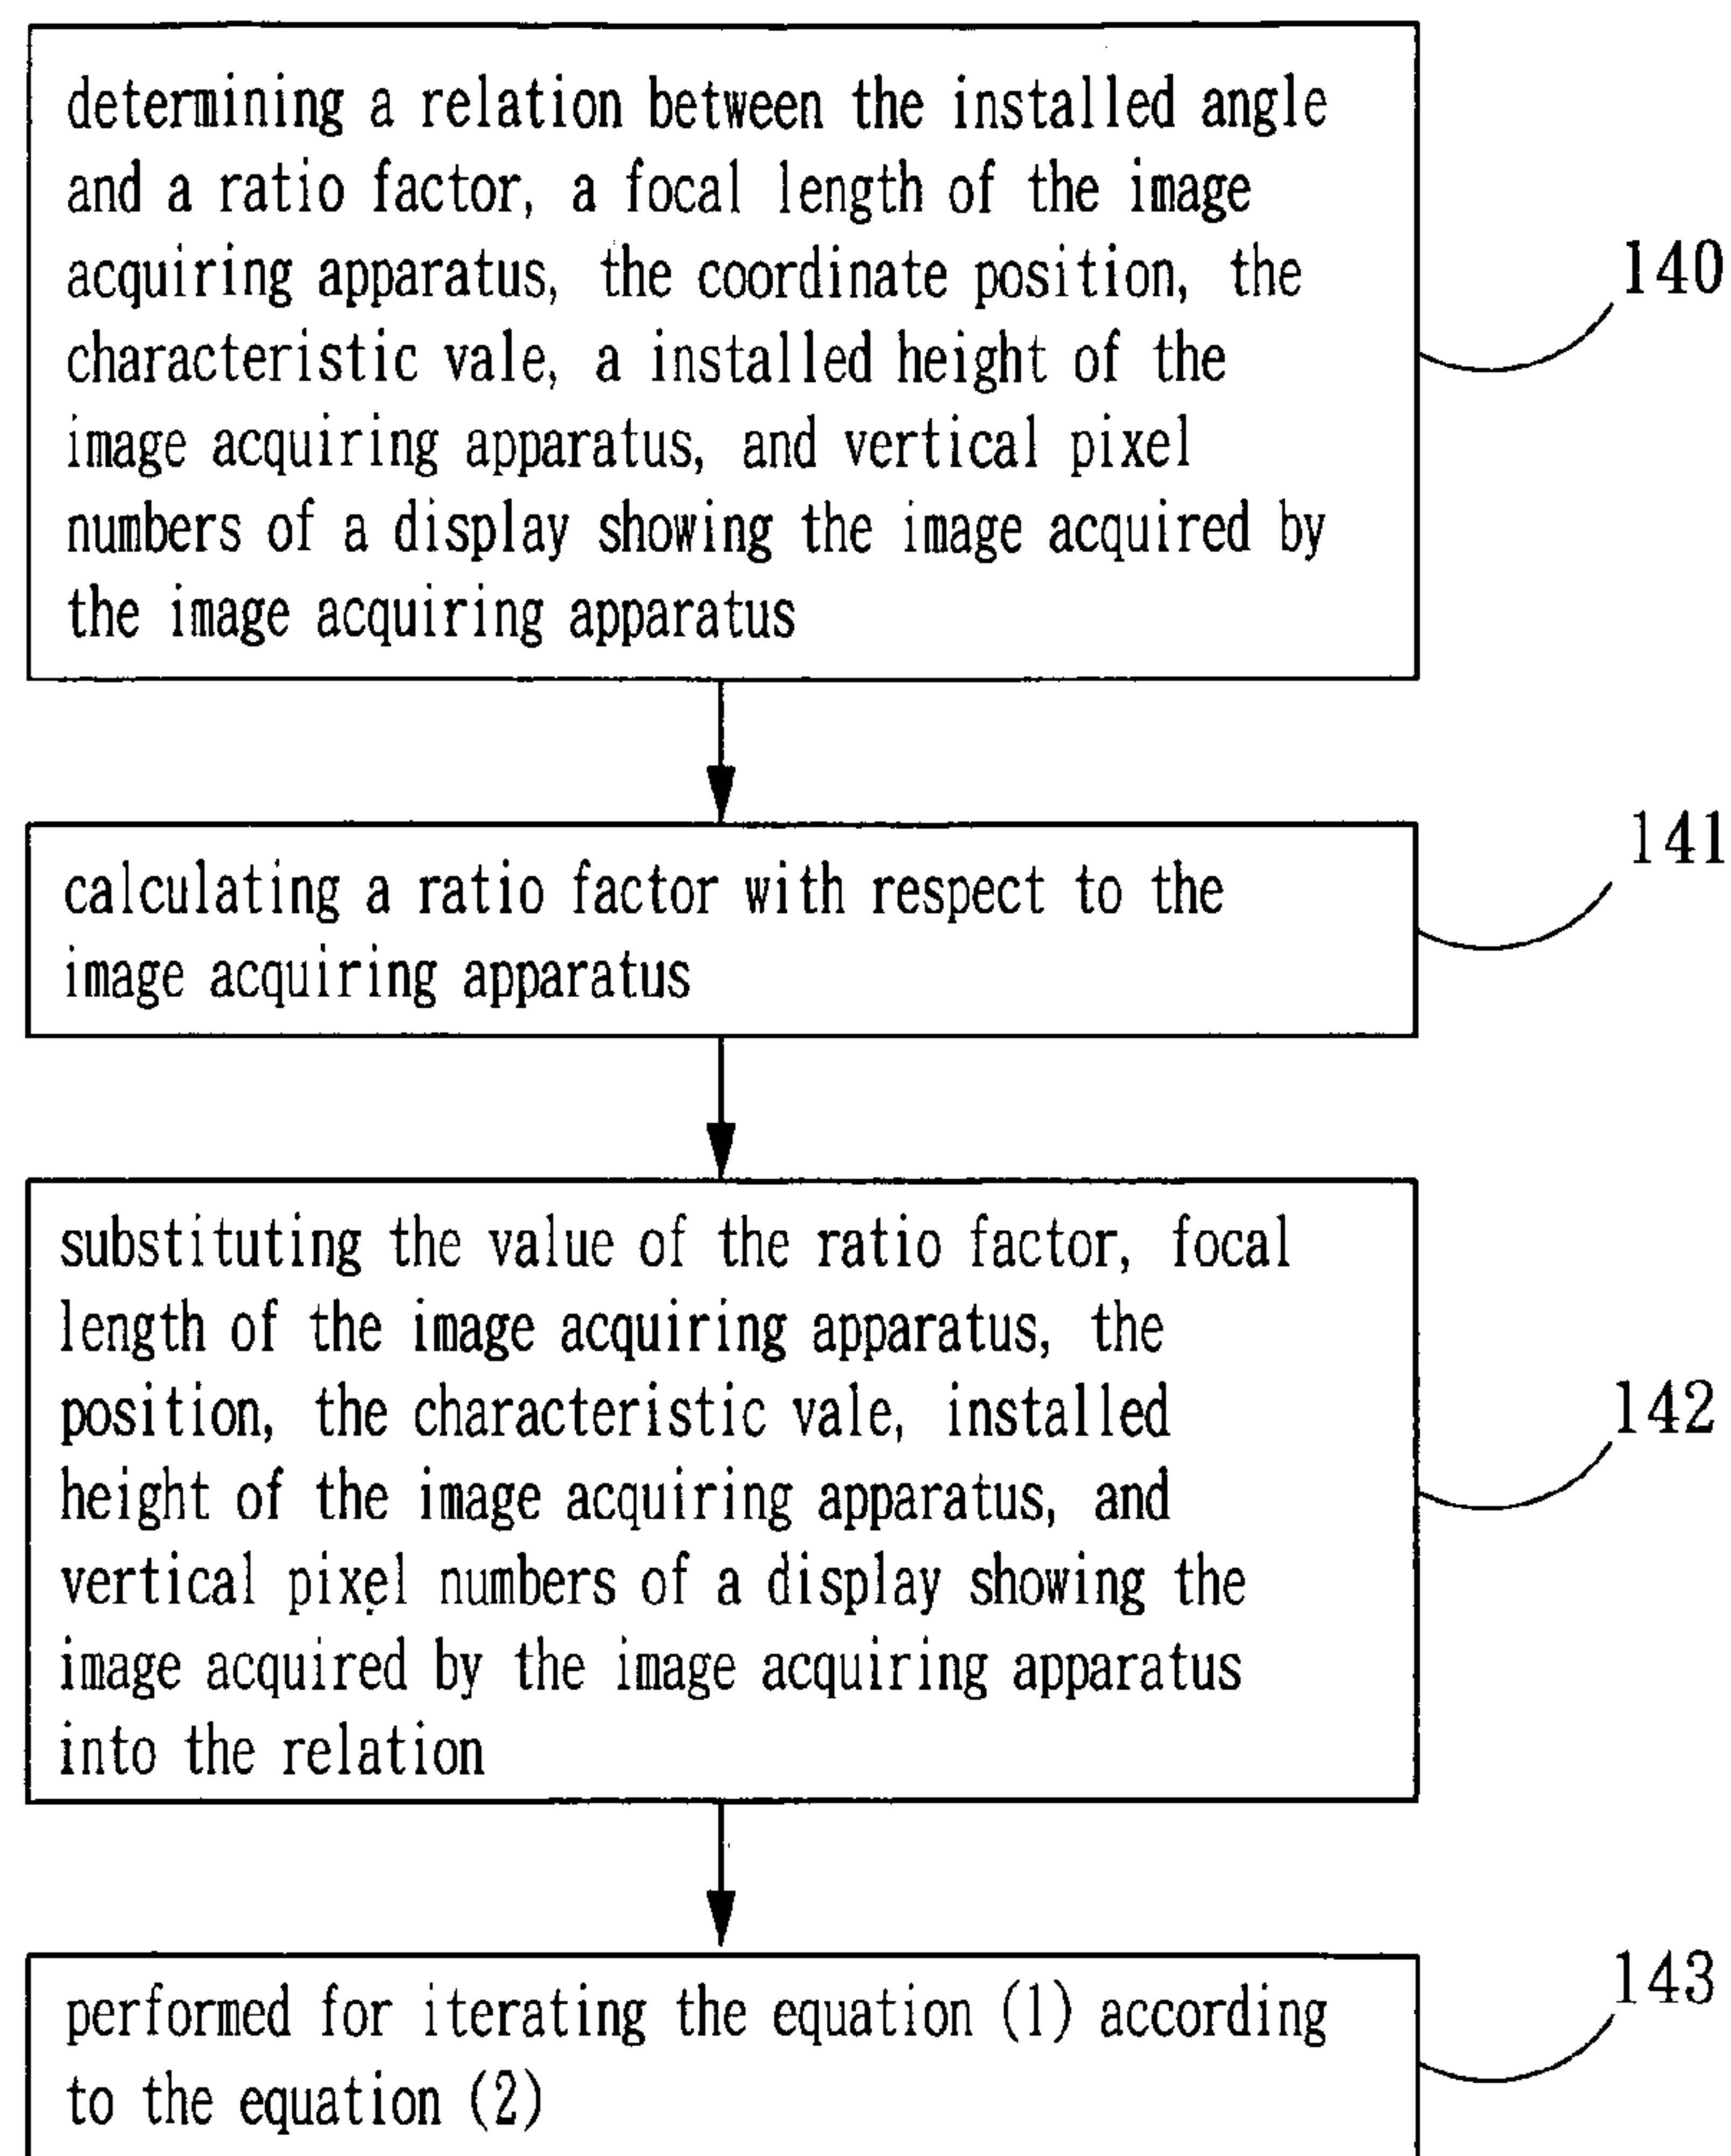 determining a relation between the installed angle
and a ratio factor, a focal length of the image
acquiring apparatus, the coordinate position, the
characteristic vale, a installed height of the
image acquiring apparatus, and vertical pixel
numbers of a display showing the image acquired by
the image acquiring apparatus
140
calculating a ratio factor with respect to the
image acquiring apparatus
141
substituting the value of the ratio factor, focal
length of the image acquiring apparatus, the
position, the characteristic vale, installed
height of the image acquiring apparatus, and
vertical pixel numbers of a display showing the
image acquired by the image acquiring apparatus
into the relation
142
performed for iterating the equation (1) according
to the equation (2)
143